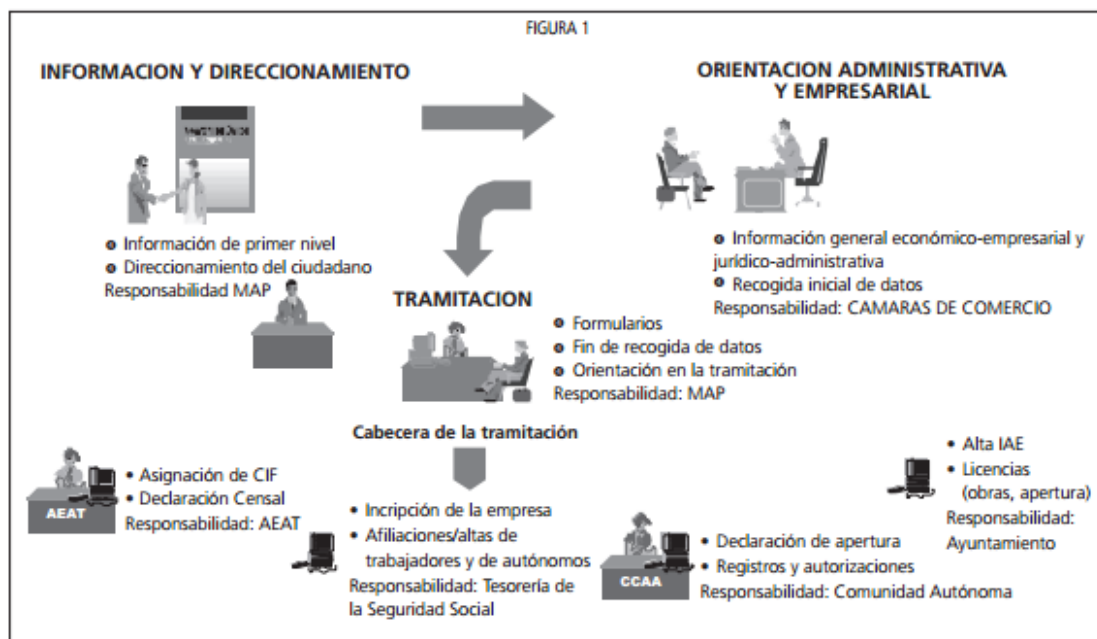 FIGURA 1
INFORMACION Y DIRECCIONAMIENTO
ORIENTACION ADMINISTRATIVA
Y EMPRESARIAL
Información de primer nivel
Direccionamiento del ciudadano
Responsabilidad MAP
Información general económico-empresarial y
jurídico-administrativa
Recogida inicial de datos
Responsabilidad: CAMARAS DE COMERCIO
TRAMITACION
Formularios
Fin de recogida de datos
Orientación en la tramitación
Responsabilidad: MAP
Cabecera de la tramitación
AEAT
• Asignación de CIF
• Declaración Censal
Responsabilidad: AEAT
• Incripción de la empresa
• Afiliaciones/altas de
trabajadores y de autónomos
Responsabilidad: Tesorería de
la Seguridad Social
CCAA
• Declaración de apertura
• Registros y autorizaciones
Responsabilidad: Comunidad Autónoma
• Alta IAE
• Licencias
(obras, apertura)
Responsabilidad:
Ayuntamiento